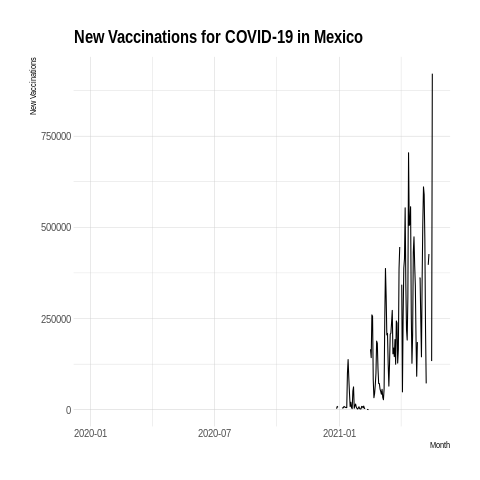 New Vaccinations for COVID-19 in Mexico
New Vaccinations
750000
500000
250000
0
2020-01
2020-07
2021-01
Month